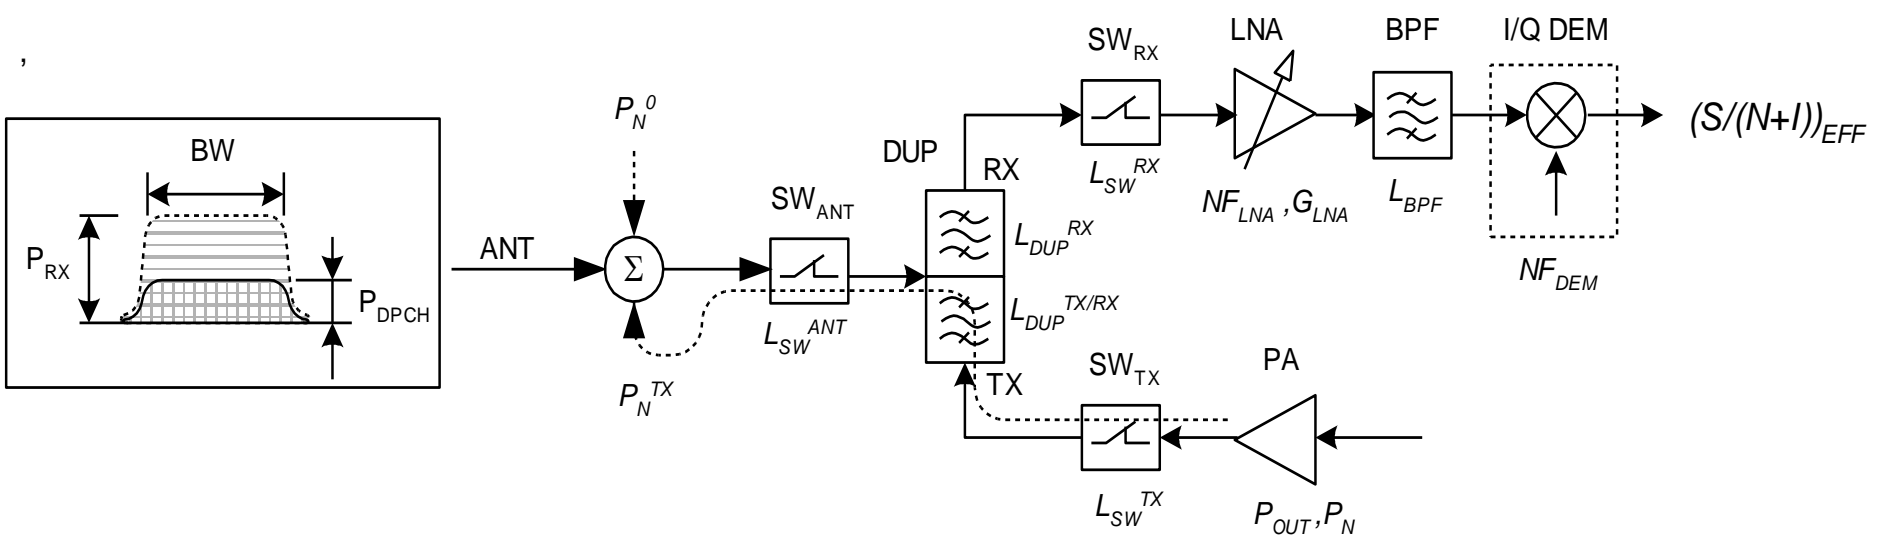 ,
BW
P_RX
P_DPCH
ANT
P_N^0
Σ
P_N^TX
SW_ANT
L_SW^ANT
DUP
RX
L_DUP^RX
L_DUP^TX/RX
TX
SW_RX
L_SW^RX
LNA
NF_LNA ,G_LNA
BPF
L_BPF
I/Q DEM
NF_DEM
(S/(N+I))_EFF
SW_TX
L_SW^TX
PA
P_OUT ,P_N